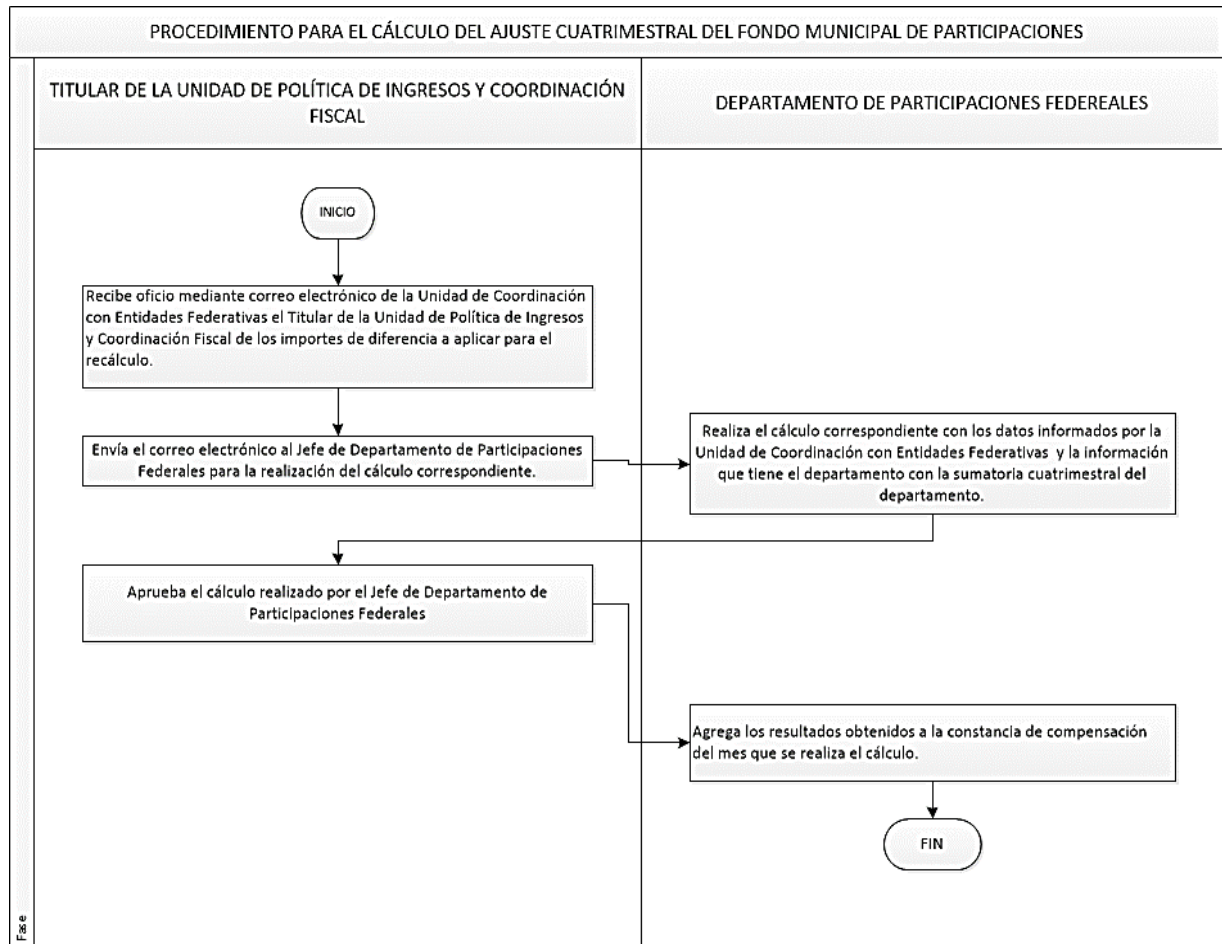 PROCEDIMIENTO PARA EL CÁLCULO DEL AJUSTE CUATRIMESTRAL DEL FONDO MUNICIPAL DE PARTICIPACIONES
TITULAR DE LA UNIDAD DE POLÍTICA DE INGRESOS Y COORDINACIÓN
FISCAL
DEPARTAMENTO DE PARTICIPACIONES FEDEREALES
INICIO
Recibe oficio mediante correo electrónico de la Unidad de Coordinación
con Entidades Federativas el Titular de la Unidad de Política de Ingresos
y Coordinación Fiscal de los importes de diferencia a aplicar para el
recálculo.
Envía el correo electrónico al Jefe de Departamento de Participaciones
Federales para la realización del cálculo correspondiente.
Realiza el cálculo correspondiente con los datos informados por la
Unidad de Coordinación con Entidades Federativas y la información
que tiene el departamento con la sumatoria cuatrimestral del
departamento.
Aprueba el cálculo realizado por el Jefe de Departamento de
Participaciones Federales
Agrega los resultados obtenidos a la constancia de compensación
del mes que se realiza el cálculo.
FIN
Fase